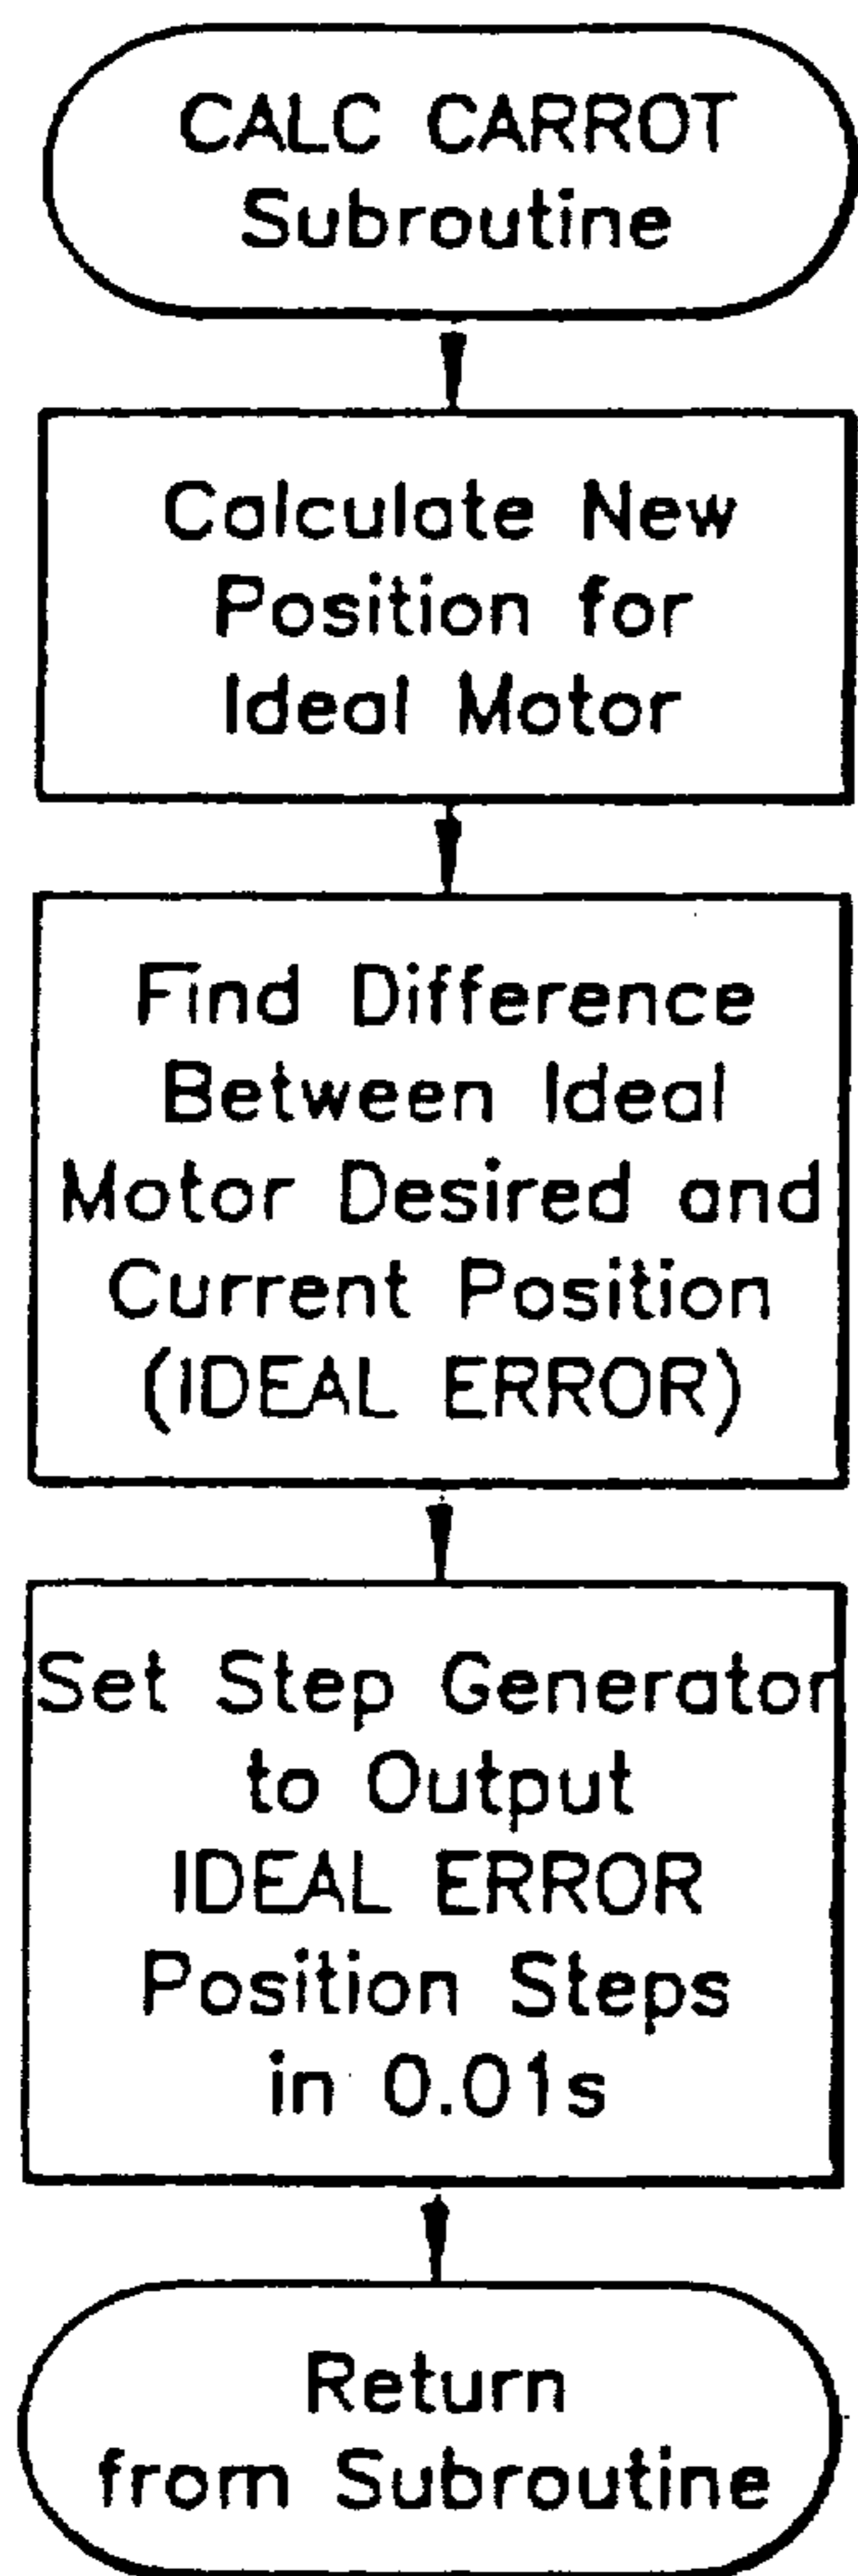 CALC CARROT
Subroutine
Calculate New
Position for
Ideal Motor
Find Difference
Between Ideal
Motor Desired and
Current Position
(IDEAL ERROR)
Set Step Generator
to Output
IDEAL ERROR
Position Steps
in 0.01s
Return
from Subroutine